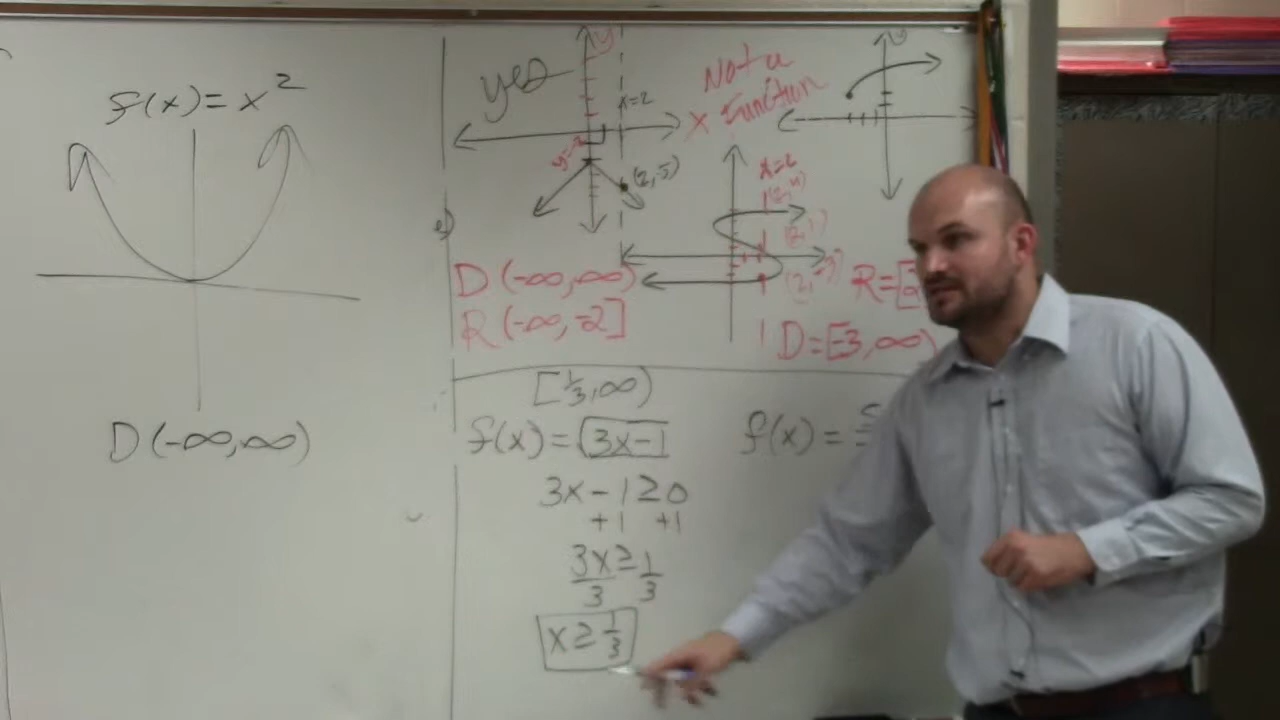 f(x) = x²
D (-∞,∞)
yes
y
x=2
y=-2
(2,-5)
D (-∞,∞)
R (-∞,-2]
Not a
Function
x=2
D=[-3,∞)
R=[
y
[⅓,∞)
f(x) = √3x-1
3x - 1 ≥ 0
+1 +1
3x ≥ 1
3 3
x ≥ ⅓
f(x) =